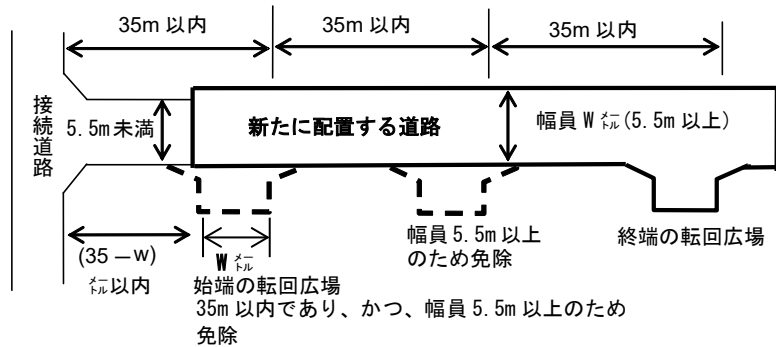 35m 以内
35m 以内
35m 以内
接続道路
5.5m 未満
新たに配置する道路
幅員 W メートル (5.5m 以上)
(35 －w)
メートル以内
W メートル
始端の転回広場
35m 以内であり、かつ、幅員 5.5m 以上のため
免除
幅員 5.5m 以上
のため免除
終端の転回広場